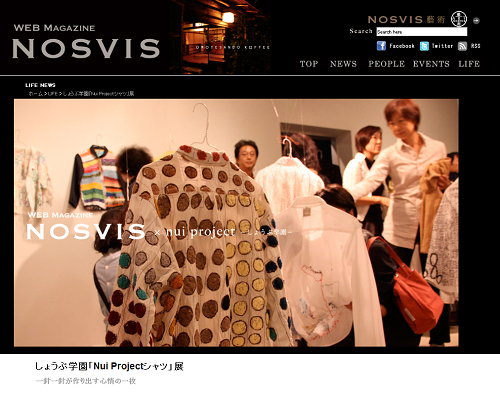 WEB MAGAZINE
NOSVIS
OMOTESANDO KOFFEE
NOSVIS 藝術
Search
Search here
Facebook
Twitter
RSS
TOP NEWS PEOPLE EVENTS LIFE
LIFE NEWS
ホーム > LIFE > しょうぶ学園「Nui Projectシャツ」展
WEB MAGAZINE
NOSVIS × nui project －しょうぶ学園－
しょうぶ学園「Nui Projectシャツ」展
一針一針が作り出す心情の一枚